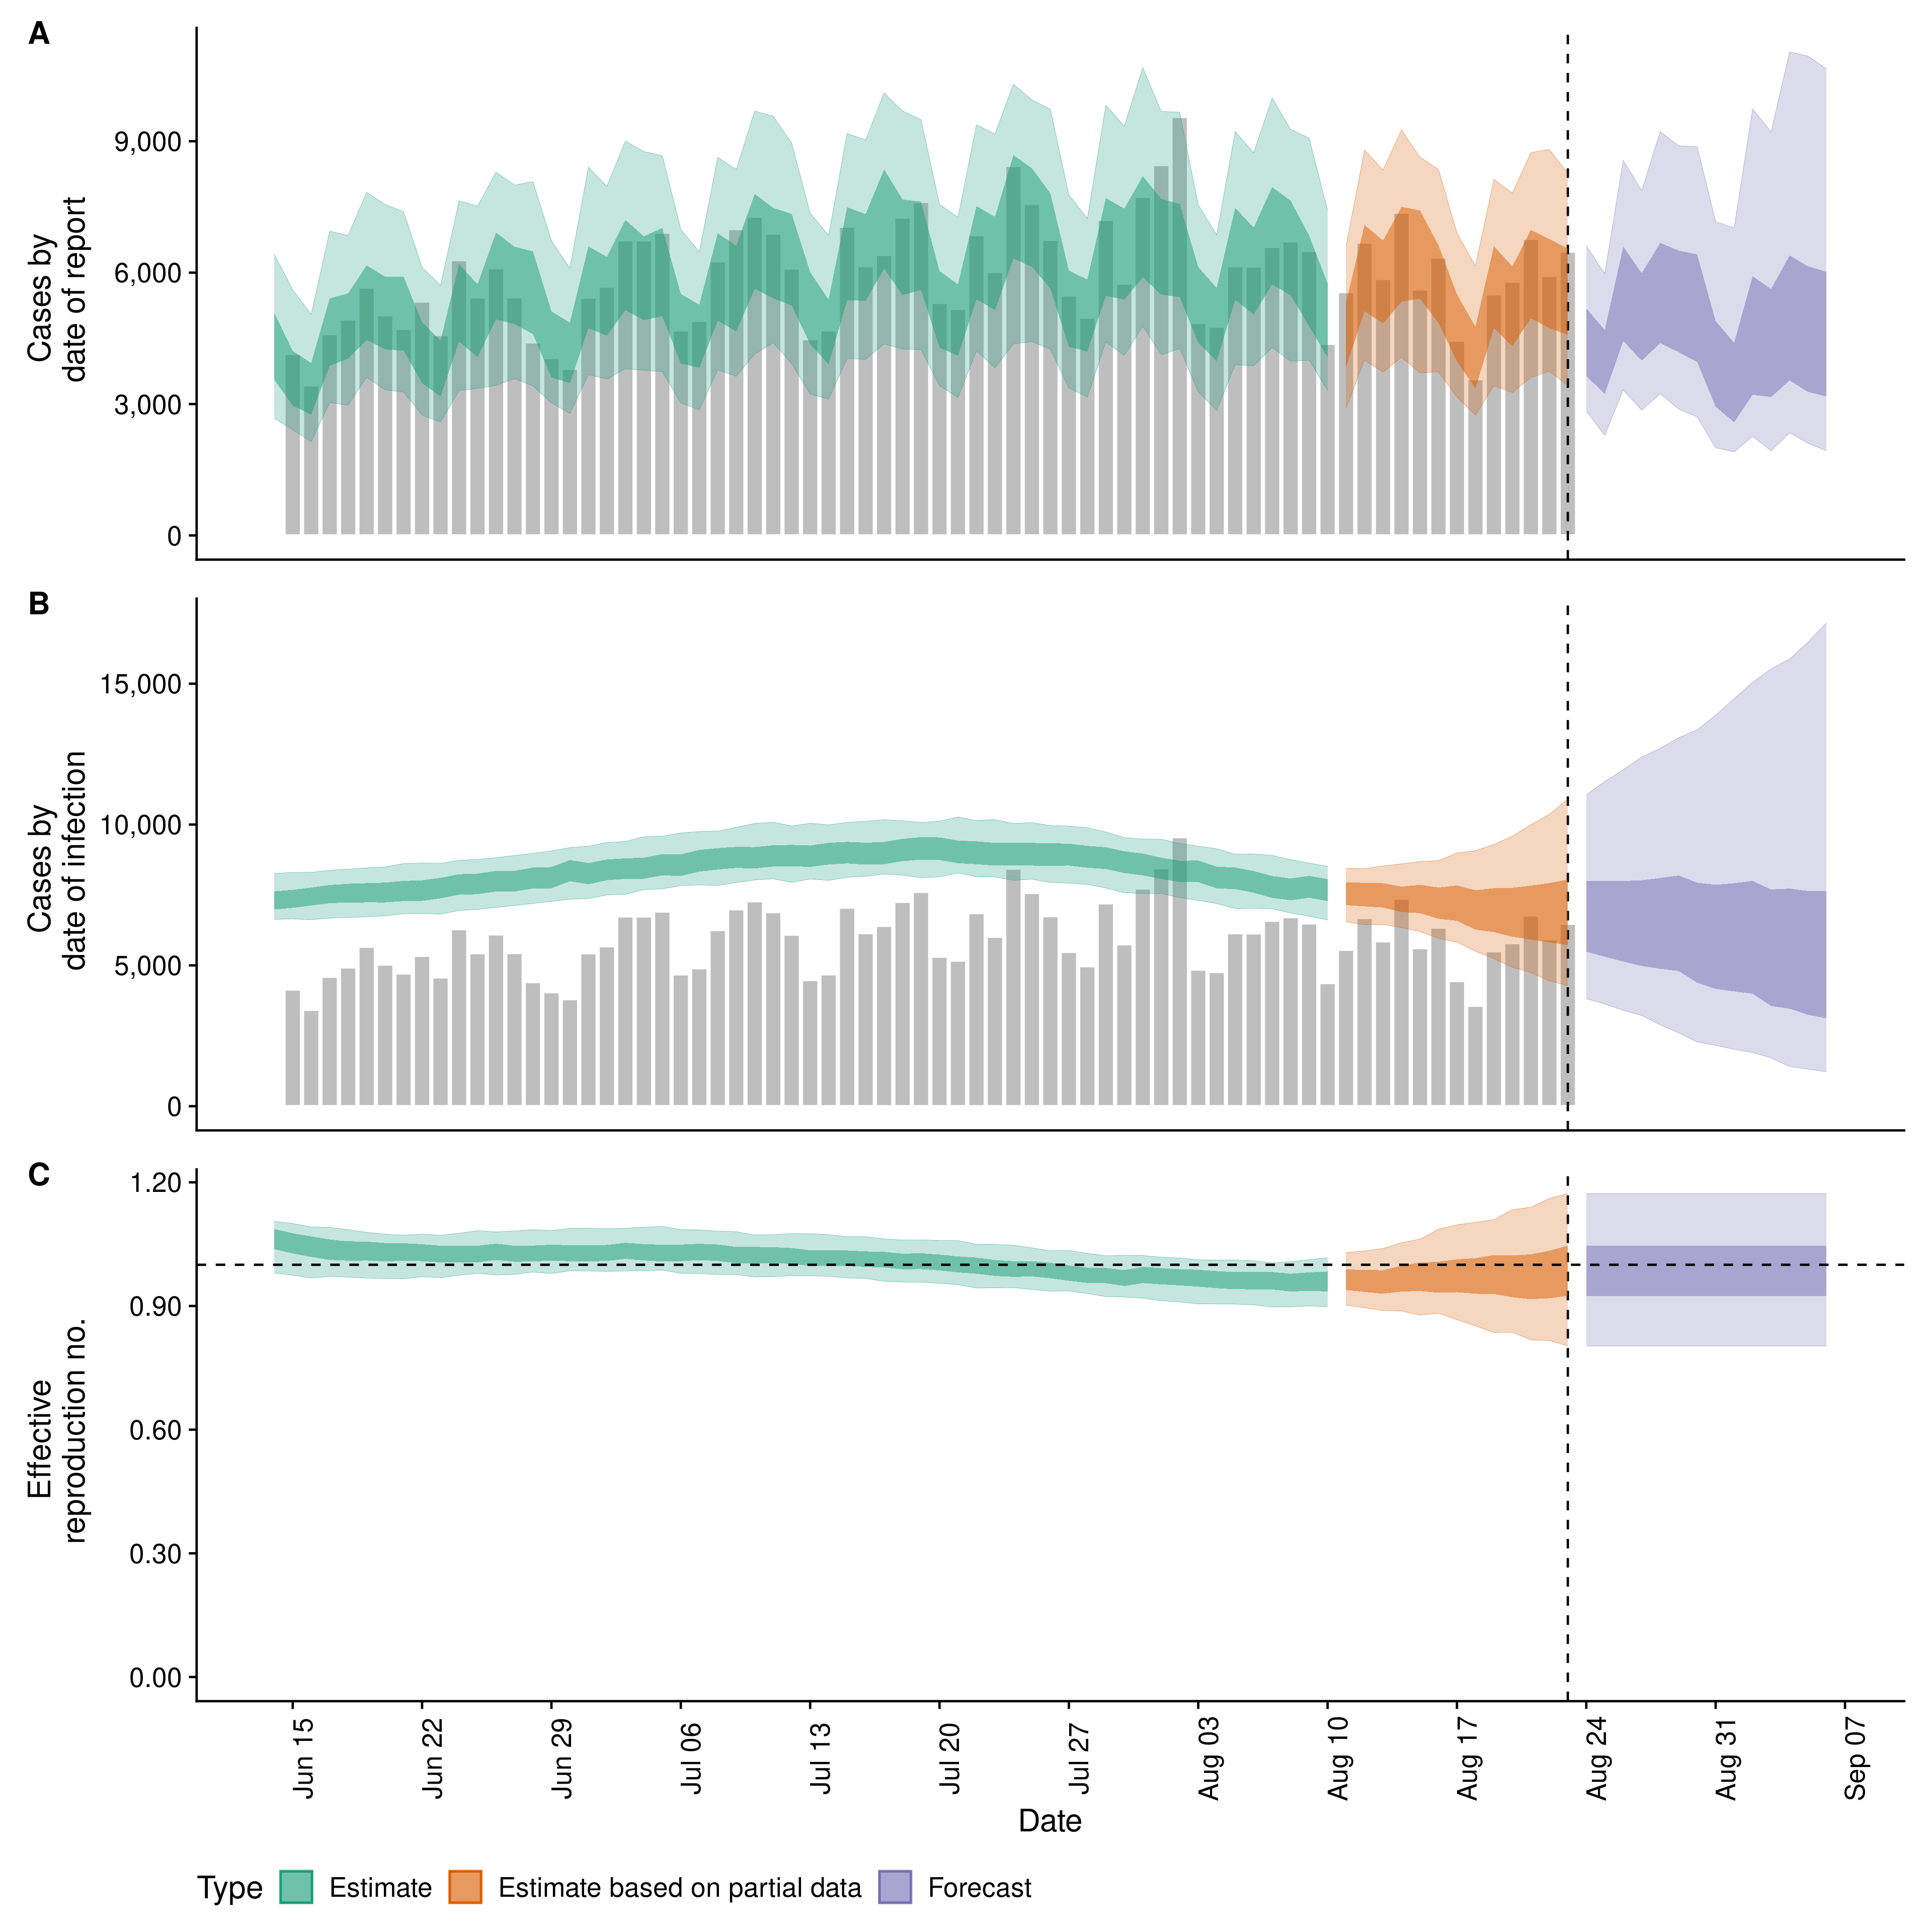 A
Cases by
date of report
9,000
6,000
3,000
0
B
Cases by
date of infection
15,000
10,000
5,000
0
C
Effective
reproduction no.
1.20
0.90
0.60
0.30
0.00
Jun 15
Jun 22
Jun 29
Jul 06
Jul 13
Jul 20
Jul 27
Aug 03
Aug 10
Aug 17
Aug 24
Aug 31
Sep 07
Date
Type Estimate Estimate based on partial data Forecast